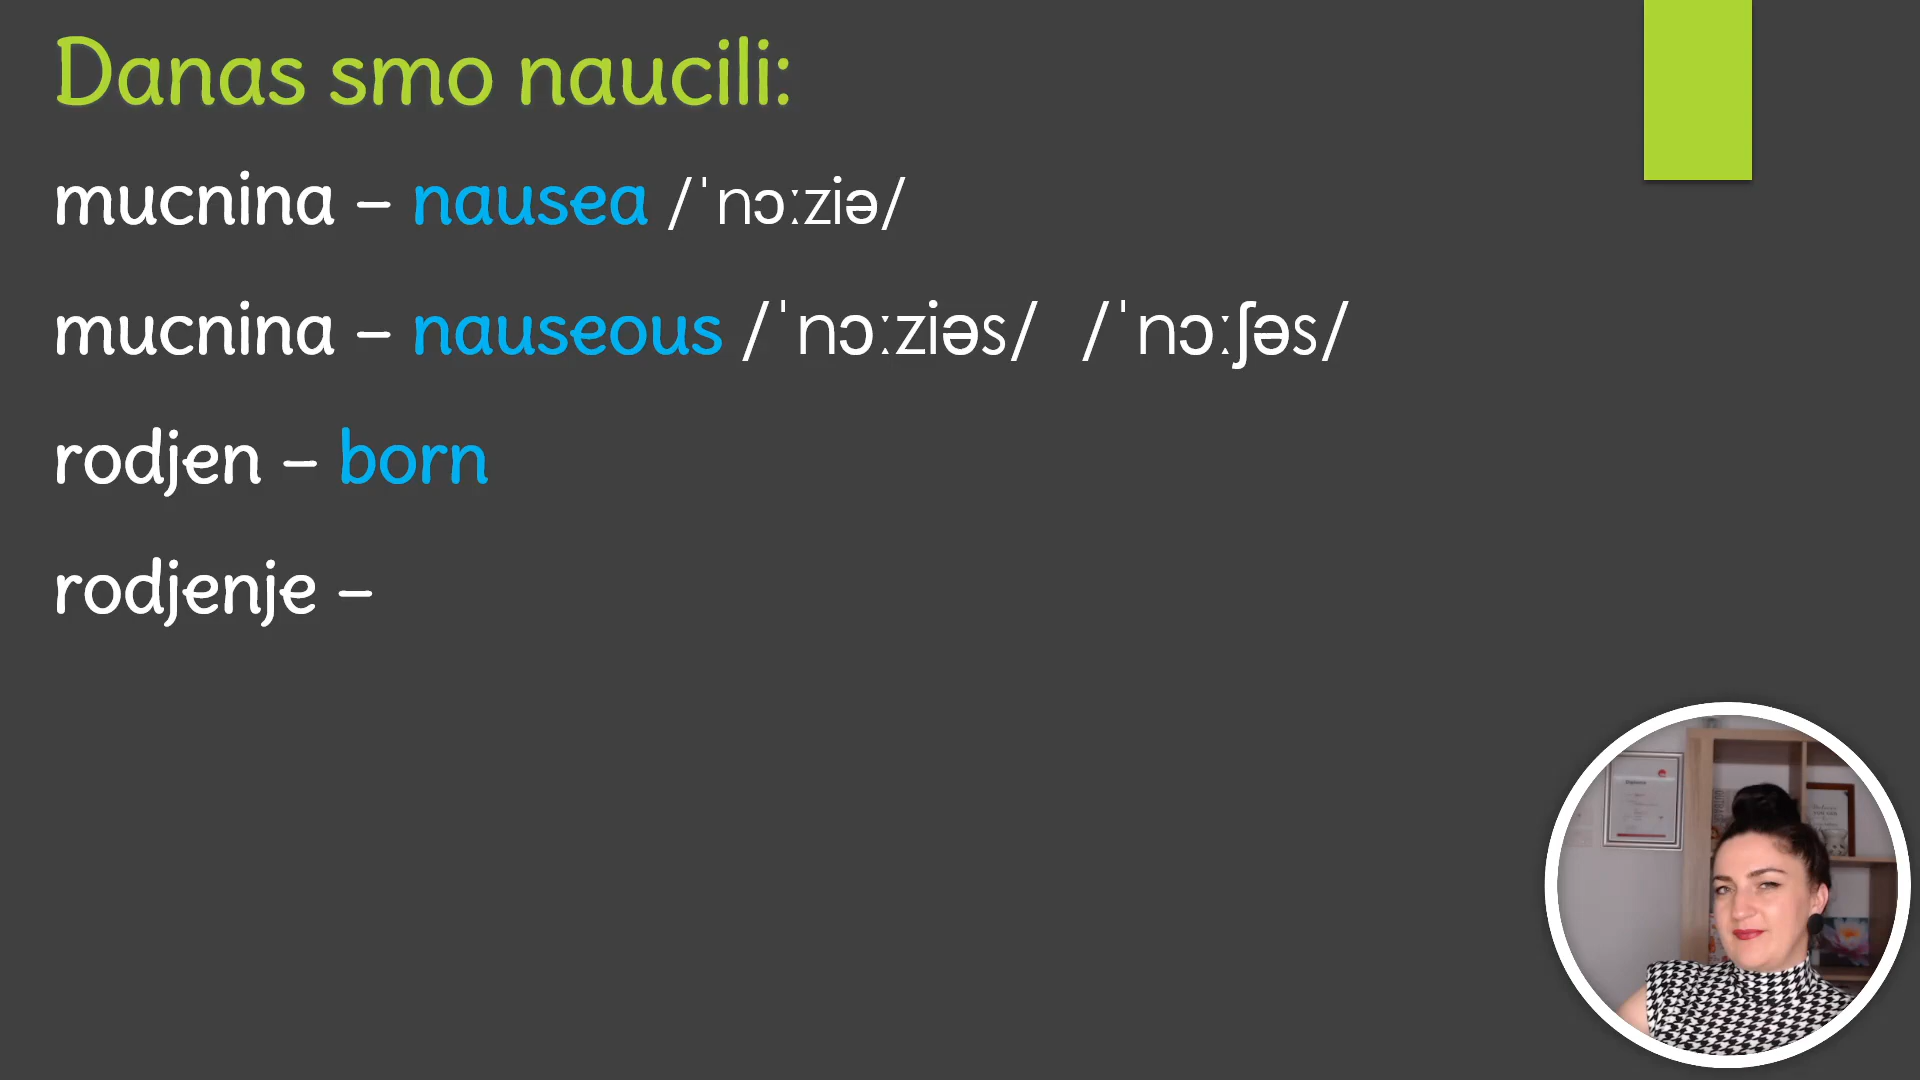 Danas smo naucili:
mucnina – nausea /ˈnɔːziə/
mucnina – nauseous /ˈnɔːziəs/ /ˈnɔːʃəs/
rodjen – born
rodjenje –